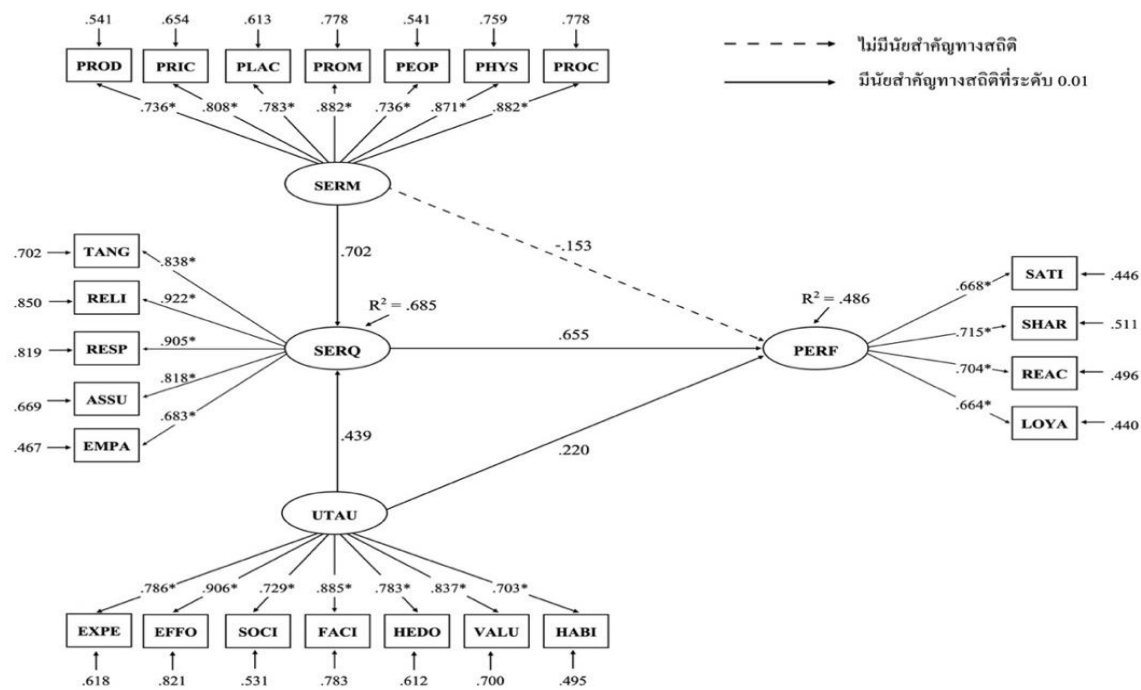 .541 .654 .613 .778 .541 .759 .778
PROD PRIC PLAC PROM PEOP PHYS PROC
.736* .808* .783* .882* .736* .871* .882*
ไม่มีนัยสำคัญทางสถิติ
มีนัยสำคัญทางสถิติที่ระดับ 0.01
SERM
.702
-.153
.702 TANG .838*
.850 RELI .922*
.819 RESP .905*
.669 ASSU .818*
.467 EMPA .683*
R² = .685
SERQ
.655
R² = .486
PERF
.668* SATI .446
.715* SHAR .511
.704* REAC .496
.664* LOYA .440
.439
.220
UTAU
.786* .906* .729* .885* .783* .837* .703*
EXPE EFFO SOCI FACI HEDO VALU HABI
.618 .821 .531 .783 .612 .700 .495